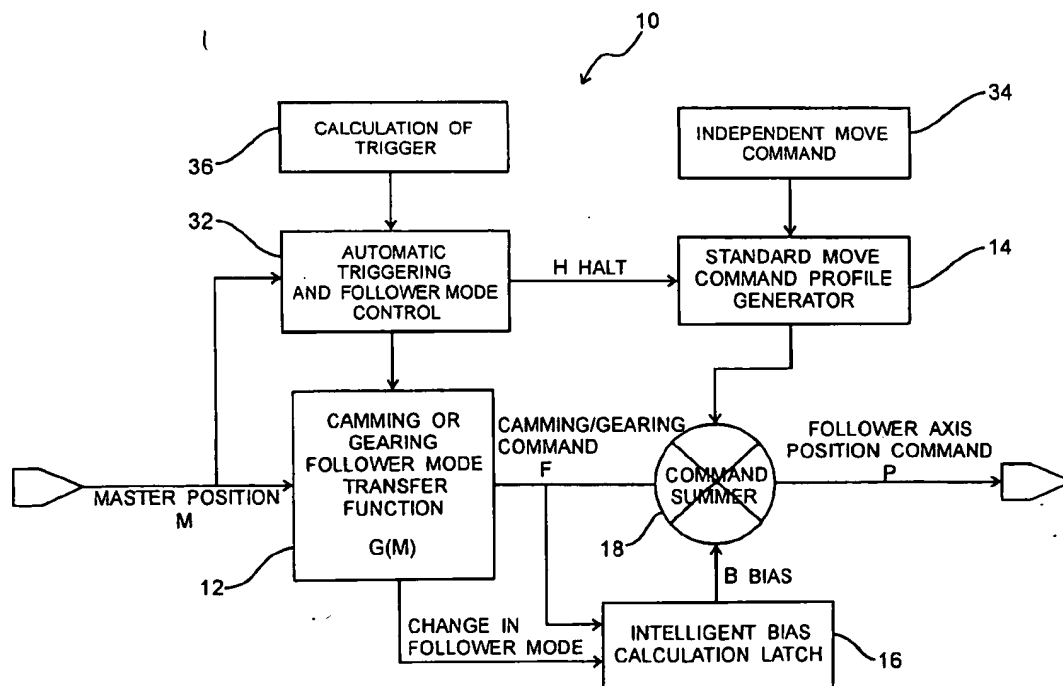 10
CALCULATION OF
TRIGGER
36
INDEPENDENT MOVE
COMMAND
34
32
AUTOMATIC
TRIGGERING
AND FOLLOWER MODE
CONTROL
H HALT
STANDARD MOVE
COMMAND PROFILE
GENERATOR
14
MASTER POSITION
M
CAMMING OR
GEARING
FOLLOWER MODE
TRANSFER
FUNCTION
G(M)
12
CAMMING/GEARING
COMMAND
F
COMMAND
SUMMER
18
FOLLOWER AXIS
POSITION COMMAND
P
B BIAS
CHANGE IN
FOLLOWER MODE
INTELLIGENT BIAS
CALCULATION LATCH
16